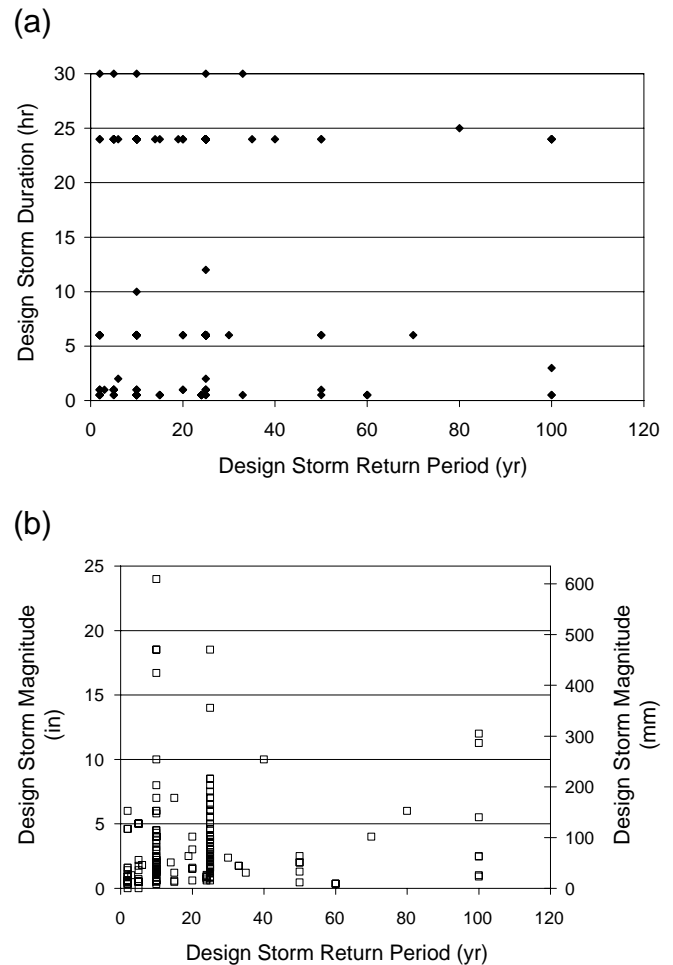 (a)
30
25
20
15
10
5
0
Design Storm Duration (hr)
0 20 40 60 80 100 120
Design Storm Return Period (yr)
(b)
25
20
15
10
5
0
Design Storm Magnitude
(in)
600
500
400
300
200
100
0
Design Storm Magnitude
(mm)
0 20 40 60 80 100 120
Design Storm Return Period (yr)